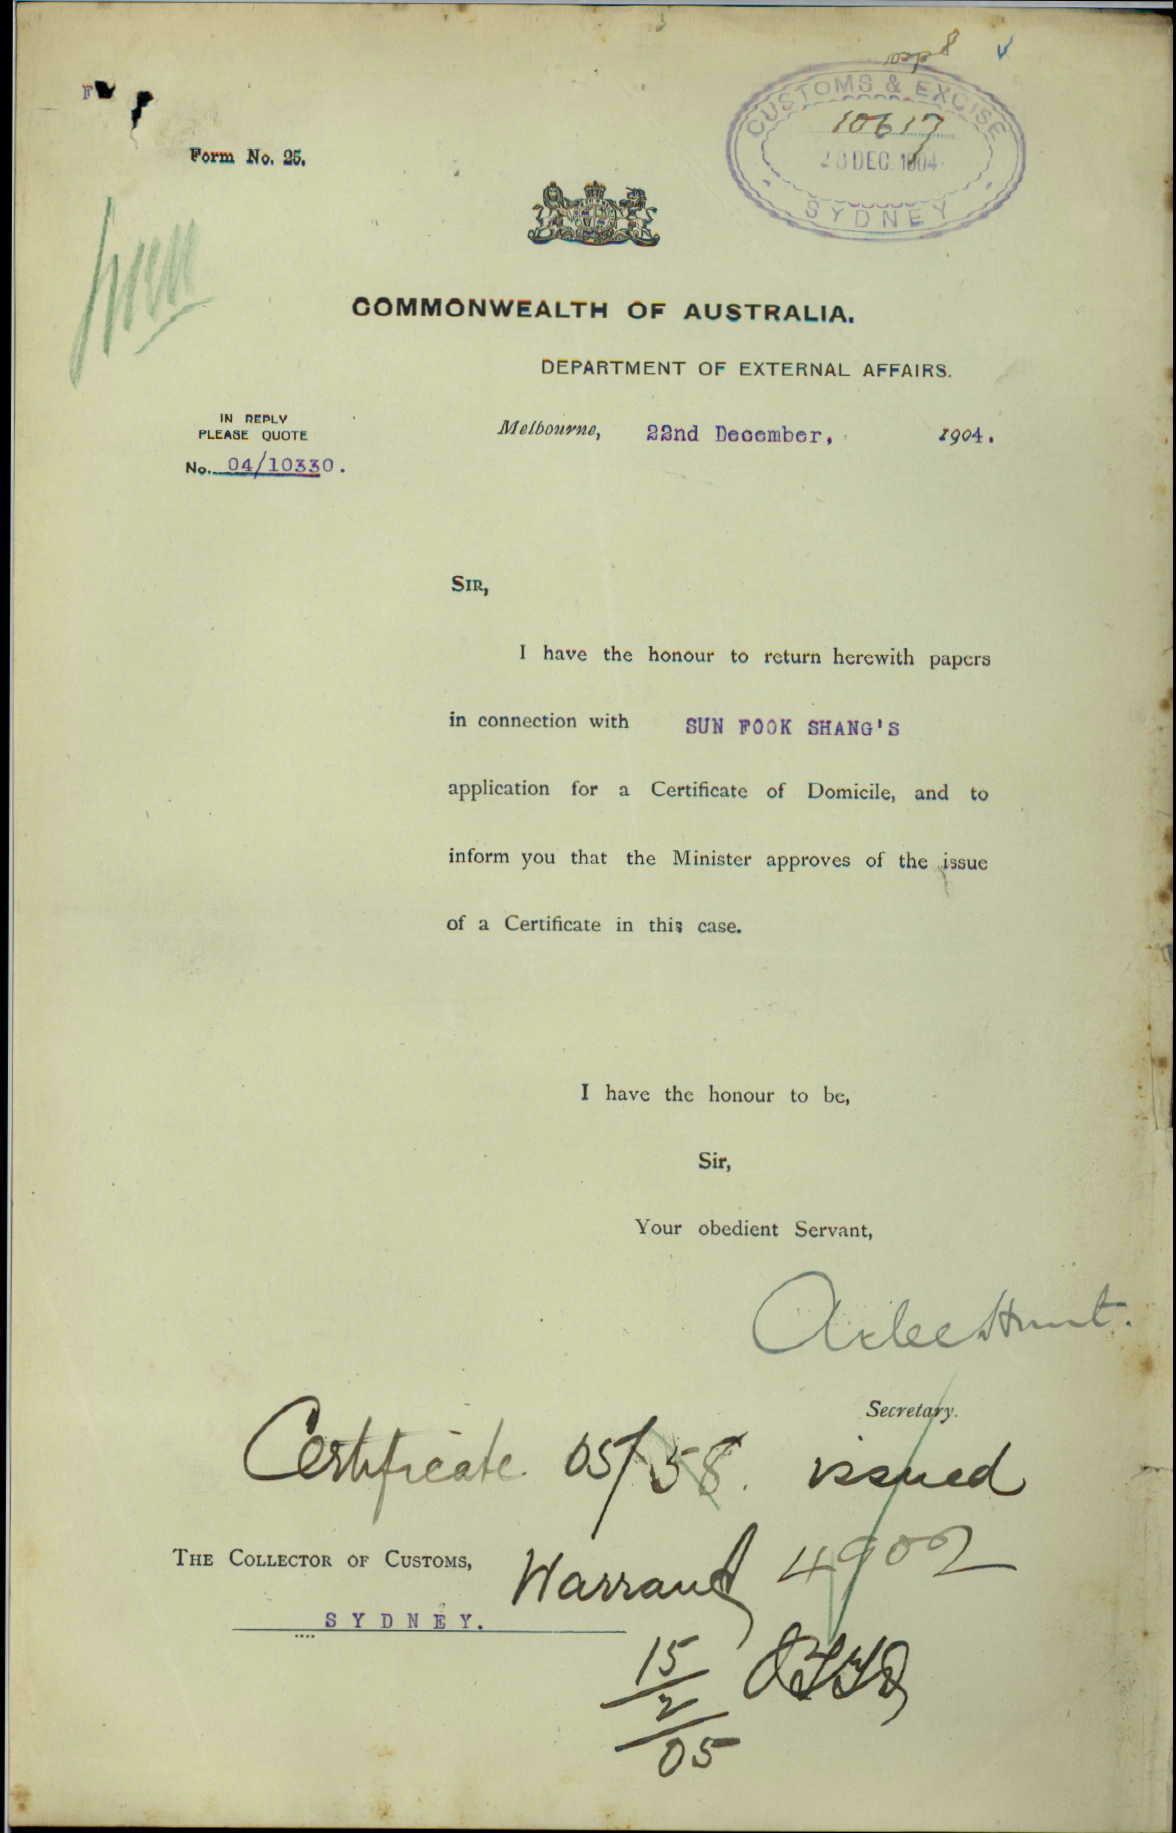 CUSTOMS & EXCISE
10617
DEC. 1904
SYDNEY
Form No. 25.
COMMONWEALTH OF AUSTRALIA.
DEPARTMENT OF EXTERNAL AFFAIRS.
IN REPLY
PLEASE QUOTE
No. 04/10330.
Melbourne, 22nd December, 1904.
SIR,
I have the honour to return herewith papers
in connection with SUN FOOK SHANG'S
application for a Certificate of Domicile, and to
inform you that the Minister approves of the issue
of a Certificate in this case.
I have the honour to be,
Sir,
Your obedient Servant,
Atlee Hunt.
Secretary.
Certificate 05/58. issued
THE COLLECTOR OF CUSTOMS,
Warrant 4902
SYDNEY.
15
2
05